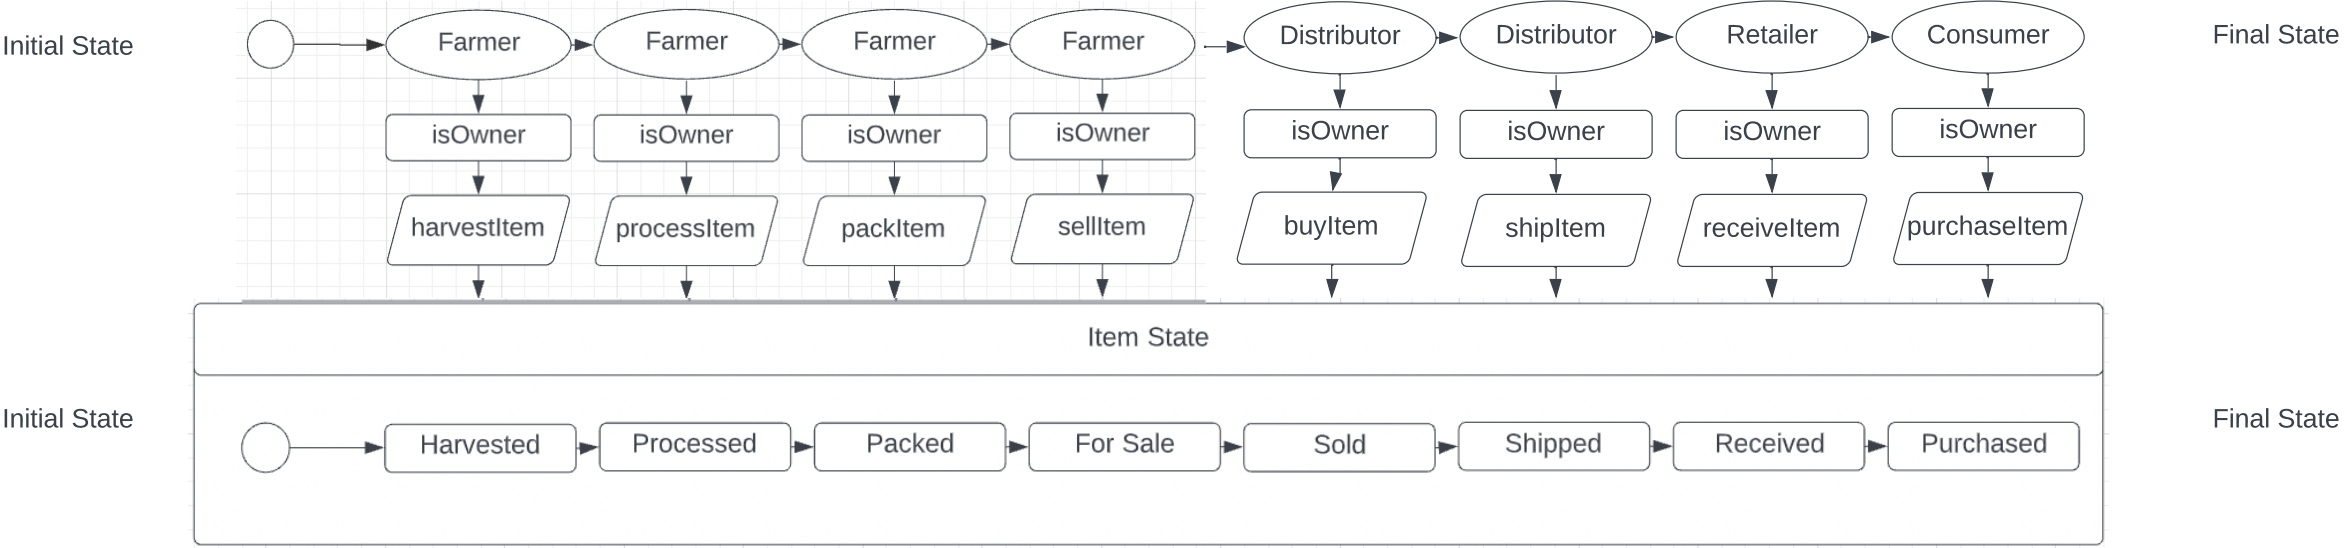 Initial State
Farmer
Farmer
Farmer
Farmer
Distributor
Distributor
Retailer
Consumer
Final State
isOwner
isOwner
isOwner
isOwner
isOwner
isOwner
isOwner
isOwner
harvestItem
processItem
packItem
sellItem
buyItem
shipItem
receiveItem
purchaseItem
Item State
Initial State
Harvested
Processed
Packed
For Sale
Sold
Shipped
Received
Purchased
Final State